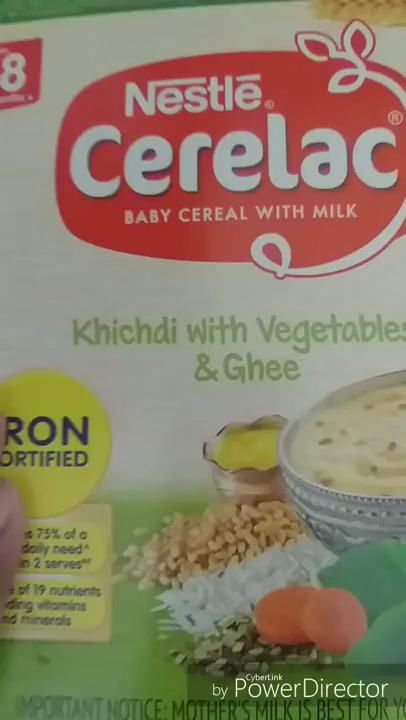 8
Nestlé®
Cerelac®
BABY CEREAL WITH MILK
Khichdi with Vegetables
& Ghee
RON
ORTIFIED
75% of a
daily need^
in 2 serves**
of 19 nutrients
ding vitamins
nd minerals
IMPORTANT NOTICE: MOTHER'S MILK IS BEST FOR
CyberLink
by PowerDirector